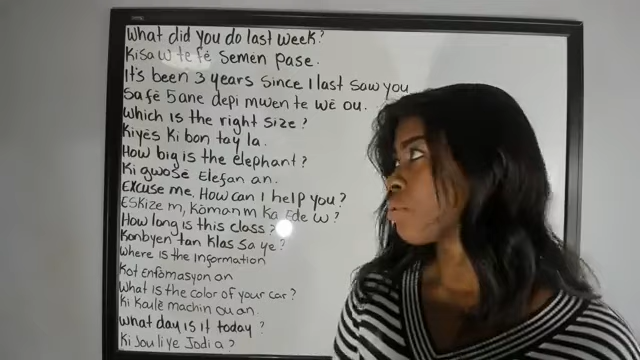 What did you do last week?
Kisa w te fè semèn pase.
It's been 3 years since I last saw you
Sa fè 5 ane depi mwen te wè ou.
Which is the right size?
Kiyès ki bon tay la.
How big is the elephant?
Ki gwosè Elefan an.
Excuse me, How can I help you?
Eskize m, kòman m ka Ede w?
How long is this class?
Konbyen tan klas sa ye?
Where is the information
Kot enfòmasyon an
What is the color of your car?
Ki Koulè machin ou an.
What day is it today?
Ki Jou li ye Jodi a?